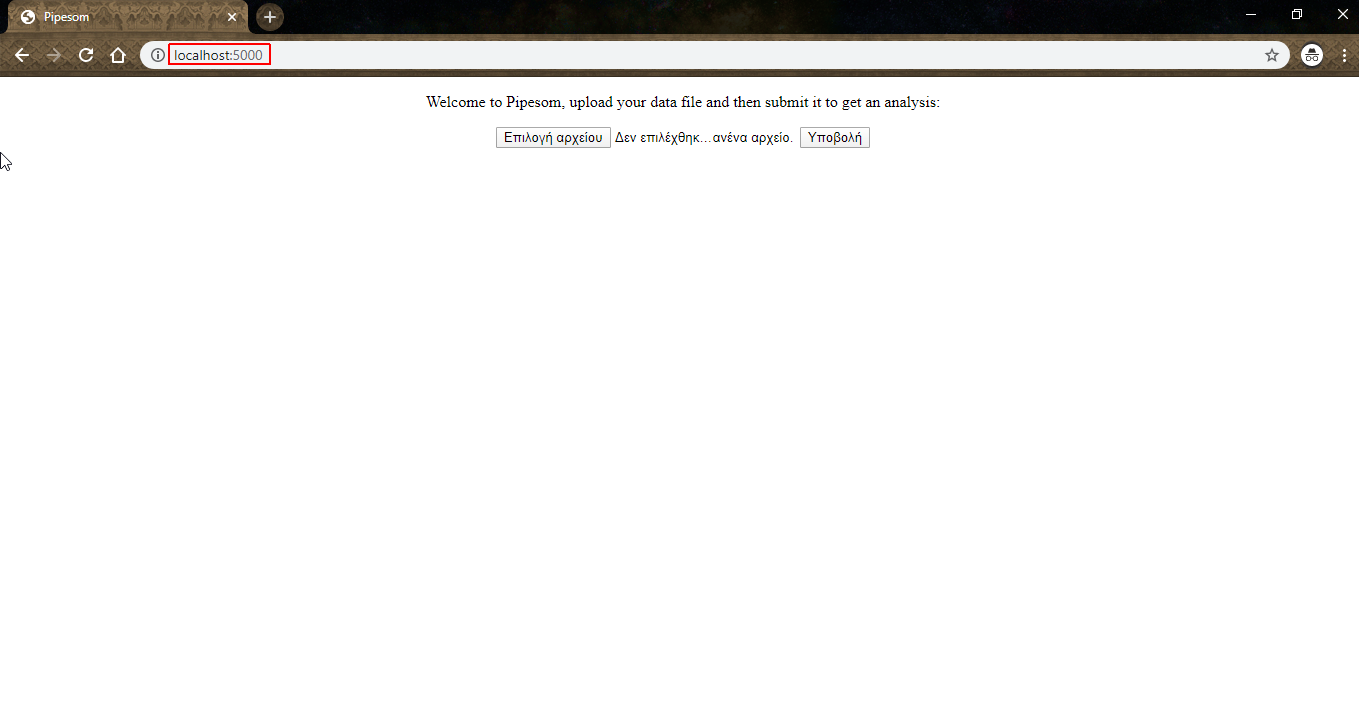 Pipesom
localhost:5000
Welcome to Pipesom, upload your data file and then submit it to get an analysis:
Επιλογή αρχείου Δεν επιλέχθηκ...ανένα αρχείο. Υποβολή